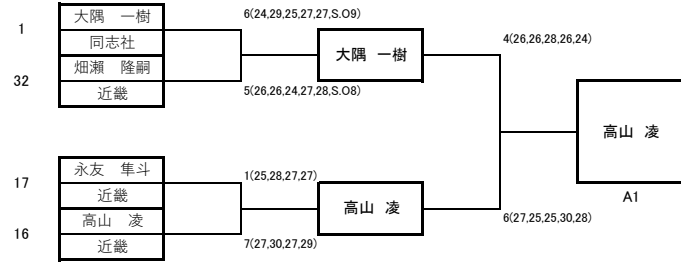 1
大隅　一樹
同志社
32
畑瀬　隆嗣
近畿
6(24,29,25,27,27,S.O9)
5(26,26,24,27,28,S.O8)
大隅　一樹
17
永友　隼斗
近畿
16
高山　凌
近畿
1(25,28,27,27)
7(27,30,27,29)
高山　凌
4(26,26,28,26,24)
6(27,25,25,30,28)
高山　凌
A1